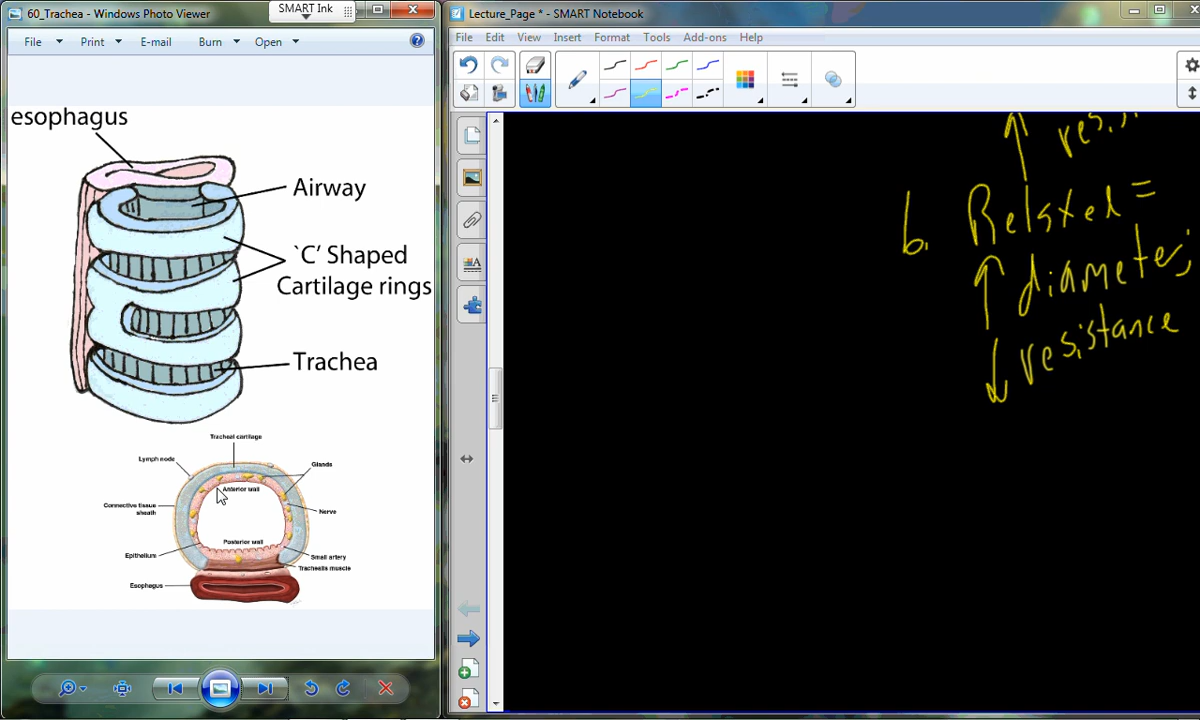 60_Trachea - Windows Photo Viewer
SMART Ink
File Print E-mail Burn Open
esophagus
Airway
`C’ Shaped
Cartilage rings
Trachea
Tracheal cartilage
Lymph node
Glands
Anterior wall
Connective tissue
sheath
Nerve
Posterior wall
Epithelium
Small artery
Trachealis muscle
Esophagus
Lecture_Page * - SMART Notebook
File Edit View Insert Format Tools Add-ons Help
↑ resis
b. Relaxed =
↑ diameter;
↓ resistance